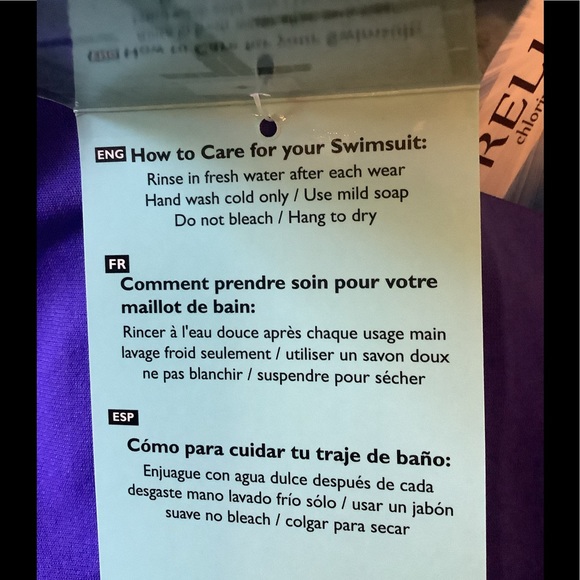 ENG How to Care for your Swimsuit:
Rinse in fresh water after each wear
Hand wash cold only / Use mild soap
Do not bleach / Hang to dry
FR
Comment prendre soin pour votre
maillot de bain:
Rincer à l'eau douce après chaque usage main
lavage froid seulement / utiliser un savon doux
ne pas blanchir / suspendre pour sécher
ESP
Cómo para cuidar tu traje de baño:
Enjuague con agua dulce después de cada
desgaste mano lavado frío sólo / usar un jabón
suave no bleach / colgar para secar